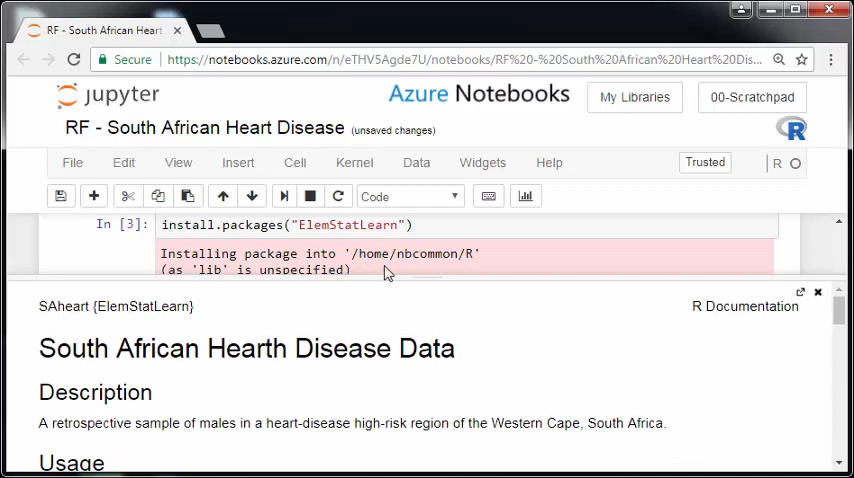 RF - South African Heart
Secure
https://notebooks.azure.com/n/eTHV5Agde7U/notebooks/RF%20-%20South%20African%20Heart%20Dis...
jupyter
Azure Notebooks
My Libraries
00-Scratchpad
RF - South African Heart Disease (unsaved changes)
R
File Edit View Insert Cell Kernel Data Widgets Help
Trusted
R
Code
In [3]: install.packages("ElemStatLearn")
Installing package into '/home/nbcommon/R'
(as 'lib' is unspecified)
SAheart {ElemStatLearn}
R Documentation
South African Hearth Disease Data
Description
A retrospective sample of males in a heart-disease high-risk region of the Western Cape, South Africa.
Usage